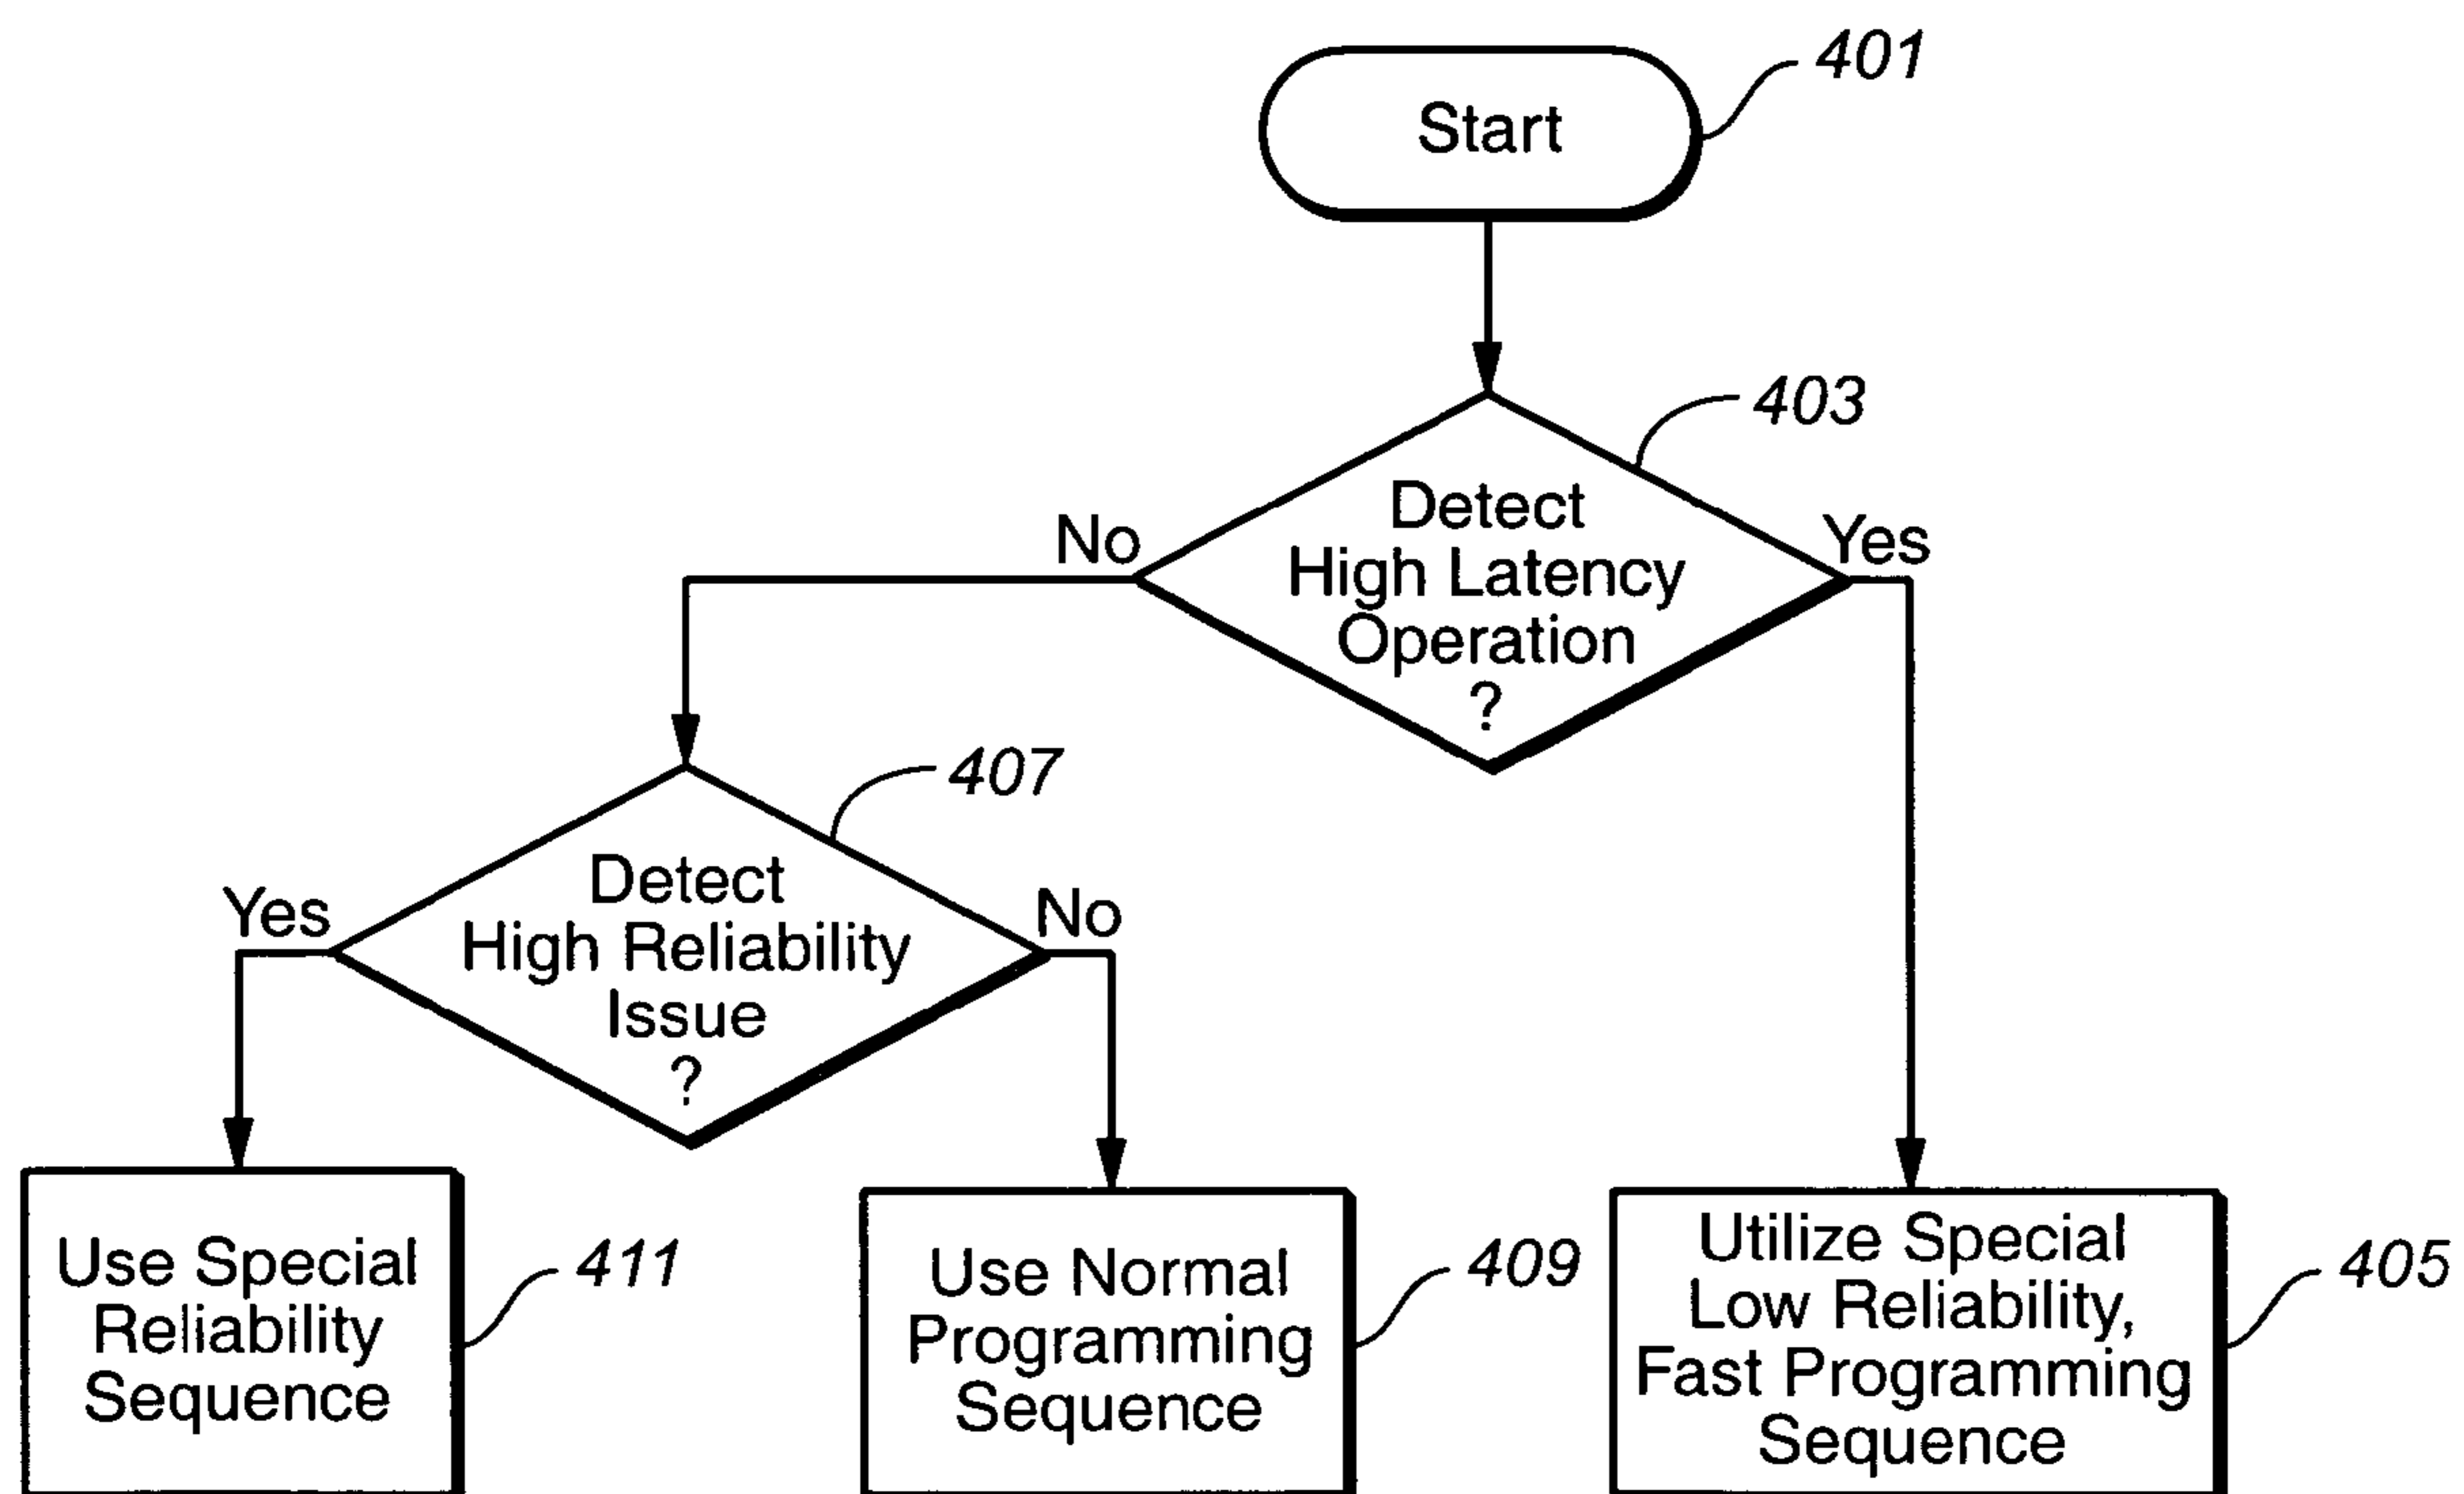 Start
401
403
Detect
High Latency
Operation
?
No
Yes
407
Detect
High Reliability
Issue
?
Yes
No
Use Special
Reliability
Sequence
411
Use Normal
Programming
Sequence
409
Utilize Special
Low Reliability,
Fast Programming
Sequence
405